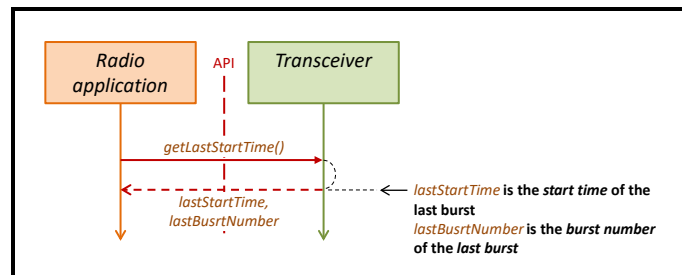 Radio
application
API
Transceiver
getLastStartTime()
lastStartTime,
lastBusrtNumber
lastStartTime is the start time of the
last burst
lastBusrtNumber is the burst number
of the last burst